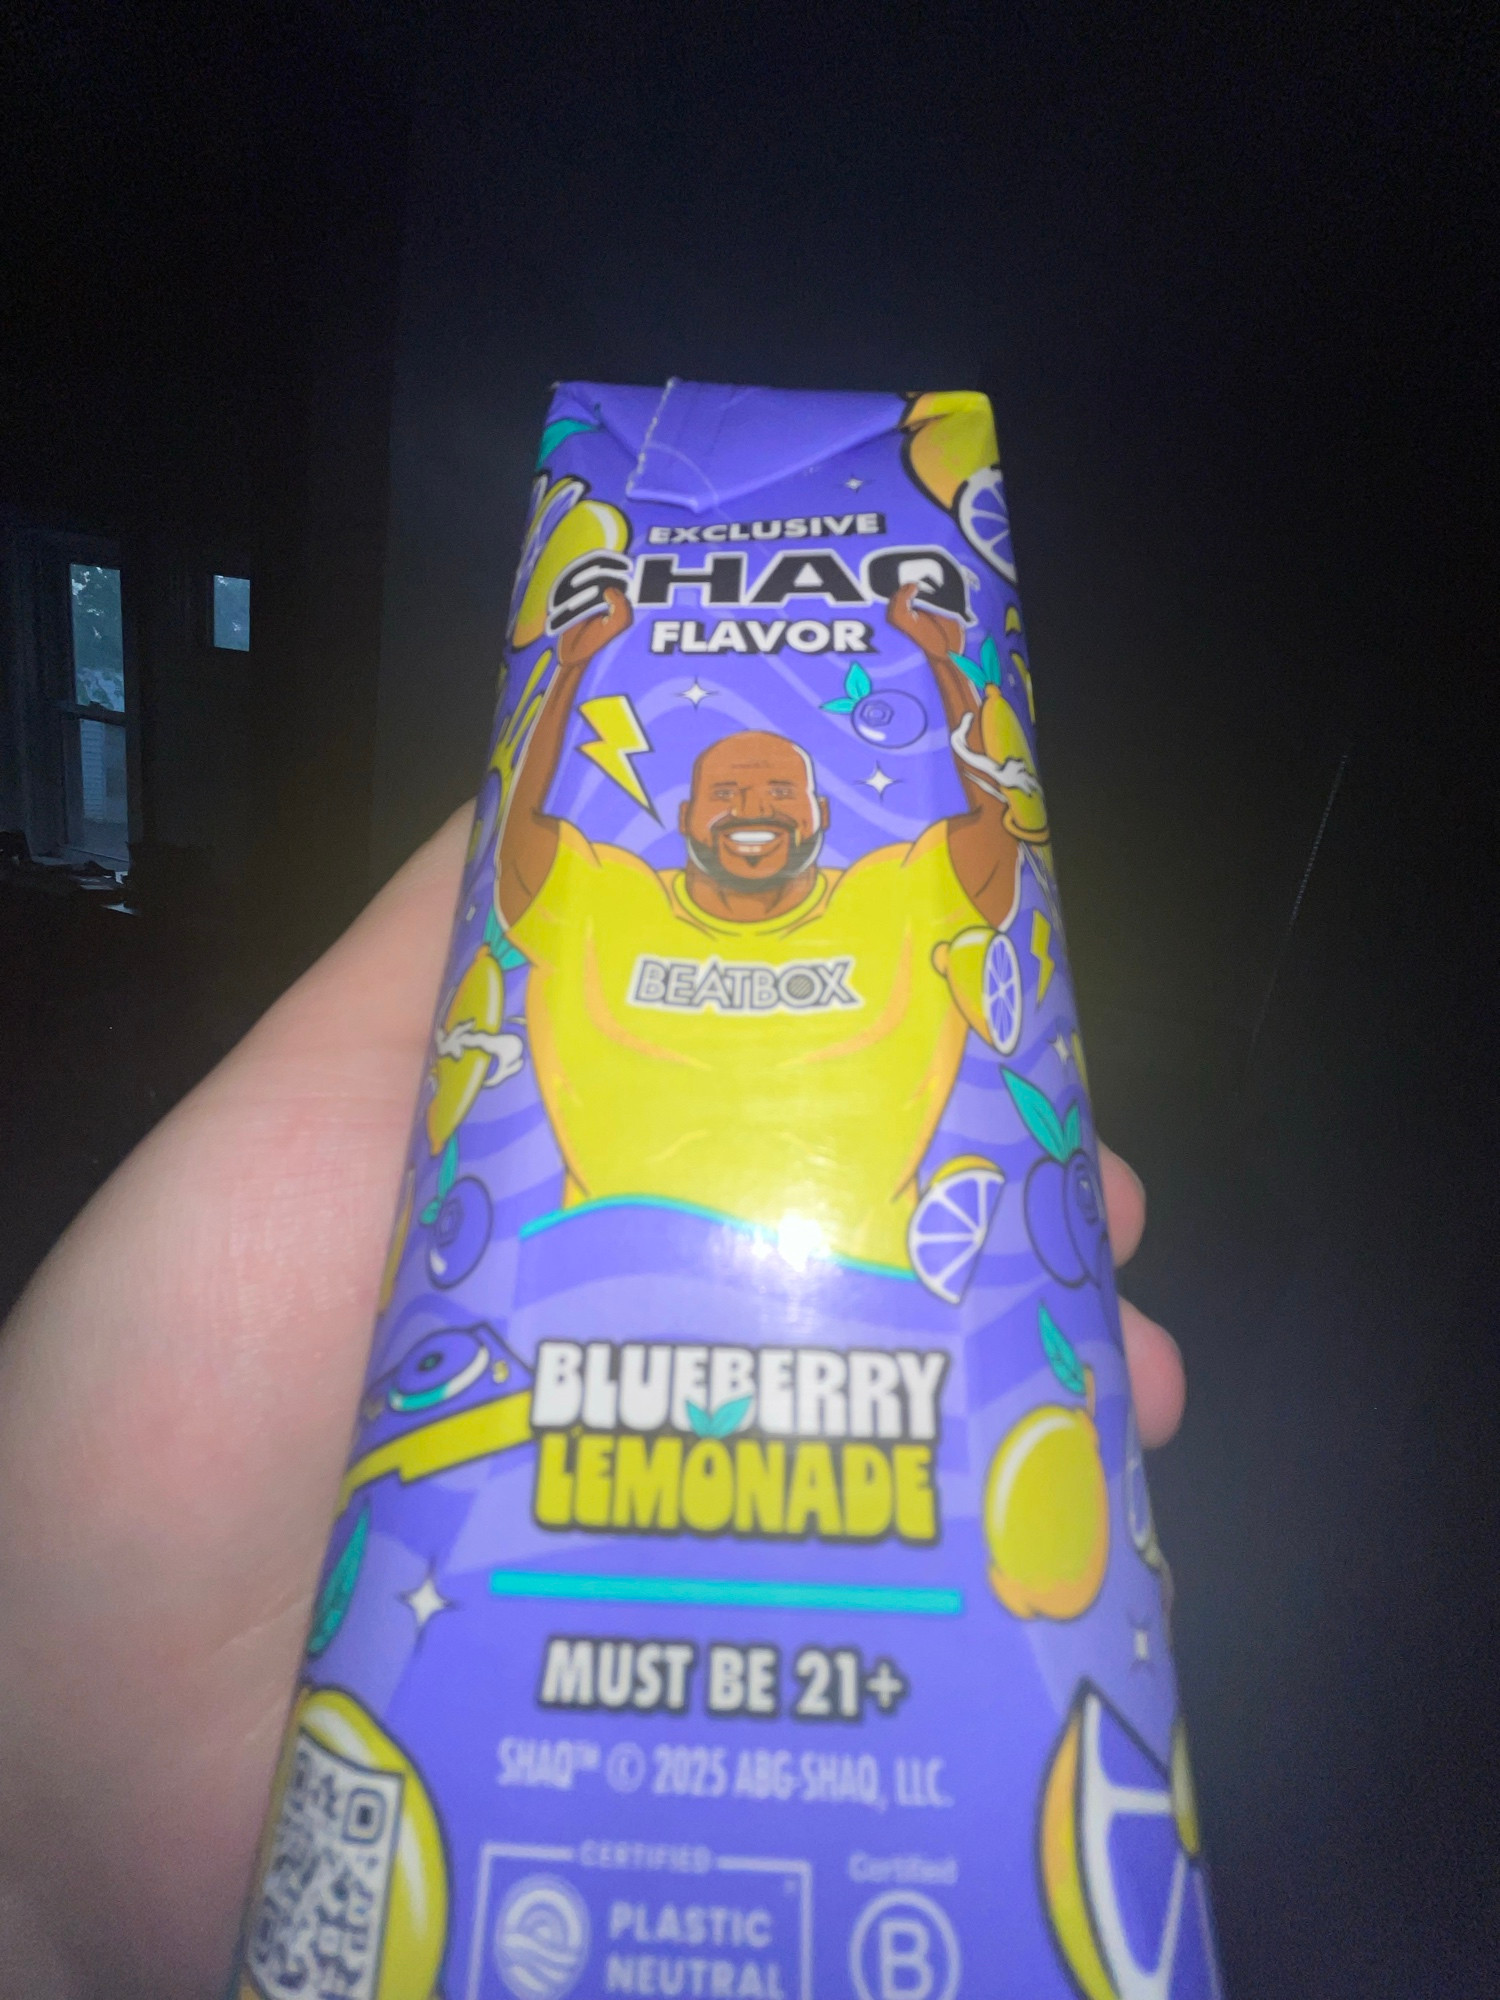 EXCLUSIVE
SHAQ
FLAVOR
BEATBOX
BLUEBERRY
LEMONADE
MUST BE 21+
SHAQ™ © 2025 ABG-SHAQ, LLC.
CERTIFIED
PLASTIC
NEUTRAL
Certified
B